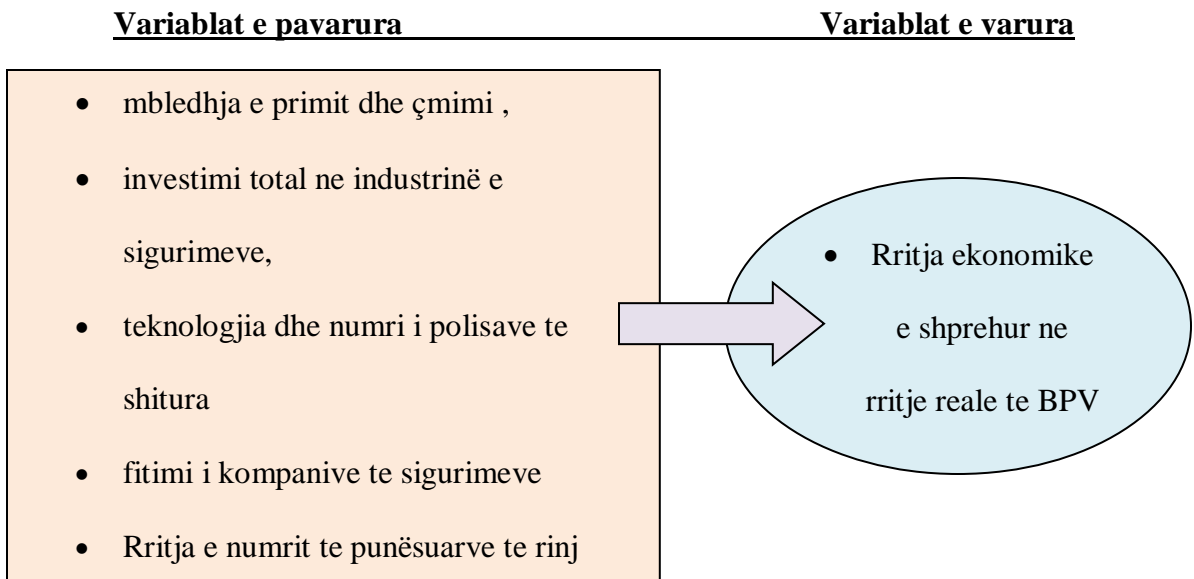 Variablat e pavarura Variablat e varura
• mbledhja e primit dhe çmimi ,
• investimi total ne industrinë e
sigurimeve,
• teknologjia dhe numri i polisave te
shitura
• fitimi i kompanive te sigurimeve
• Rritja e numrit te punësuarve te rinj
• Rritja ekonomike
e shprehur ne
rritje reale te BPV